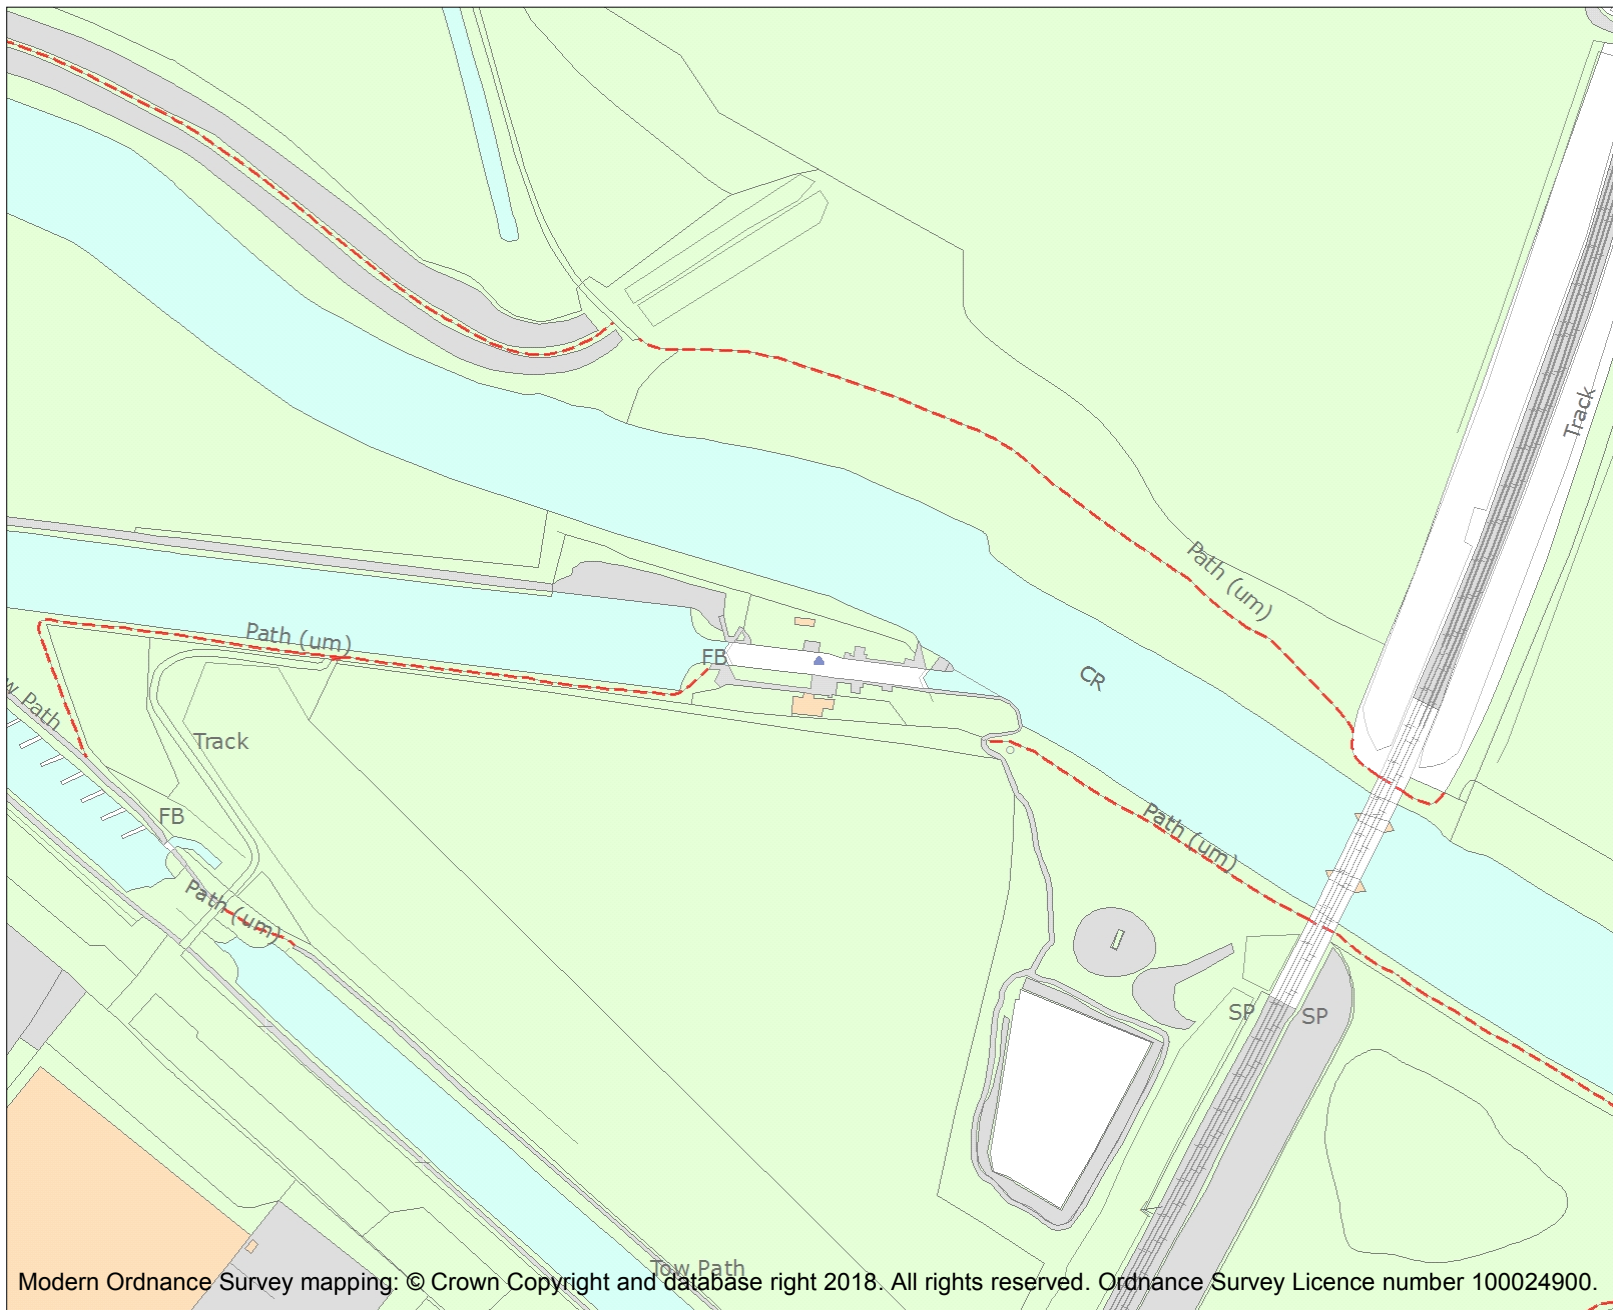 Track
Path (um)
Path (um)
FB
CR
w Path
Track
FB
Path (um)
Path (um)
SP
SP
Tow Path
Modern Ordnance Survey mapping: © Crown Copyright and database right 2018. All rights reserved. Ordnance Survey Licence number 100024900.